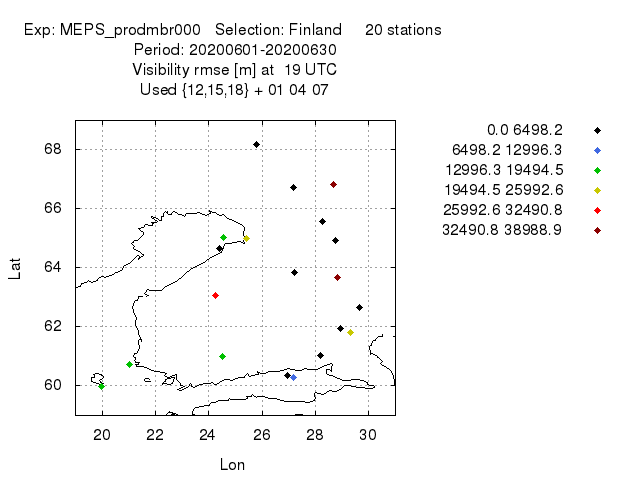 Exp: MEPS_prodmbr000 Selection: Finland 20 stations
Period: 20200601-20200630
Visibility rmse [m] at 19 UTC
Used {12,15,18} + 01 04 07
0.0 6498.2
6498.2 12996.3
12996.3 19494.5
19494.5 25992.6
25992.6 32490.8
32490.8 38988.9
68
66
64
62
60
Lat
20 22 24 26 28 30
Lon